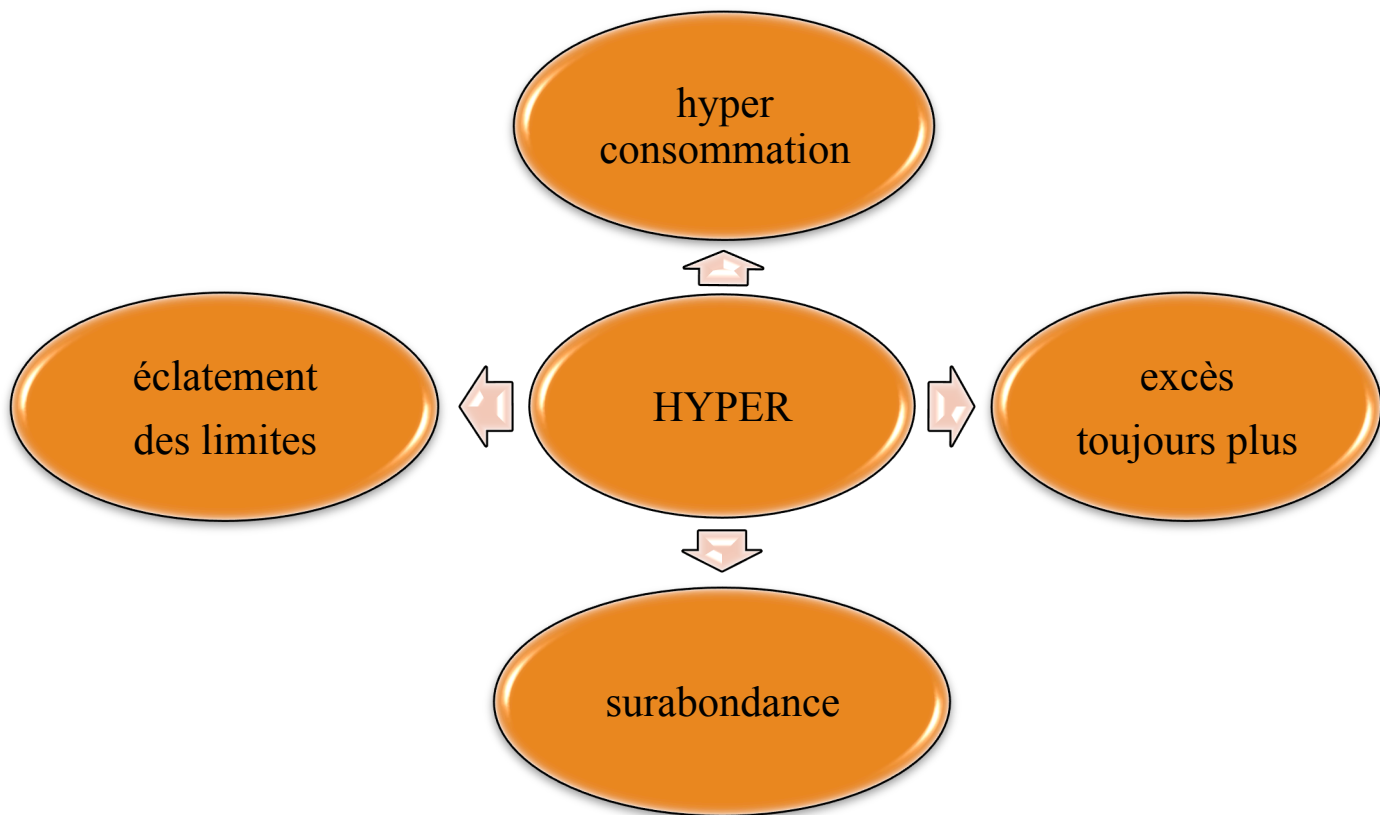 hyper
consommation
éclatement
des limites
HYPER
excès
toujours plus
surabondance